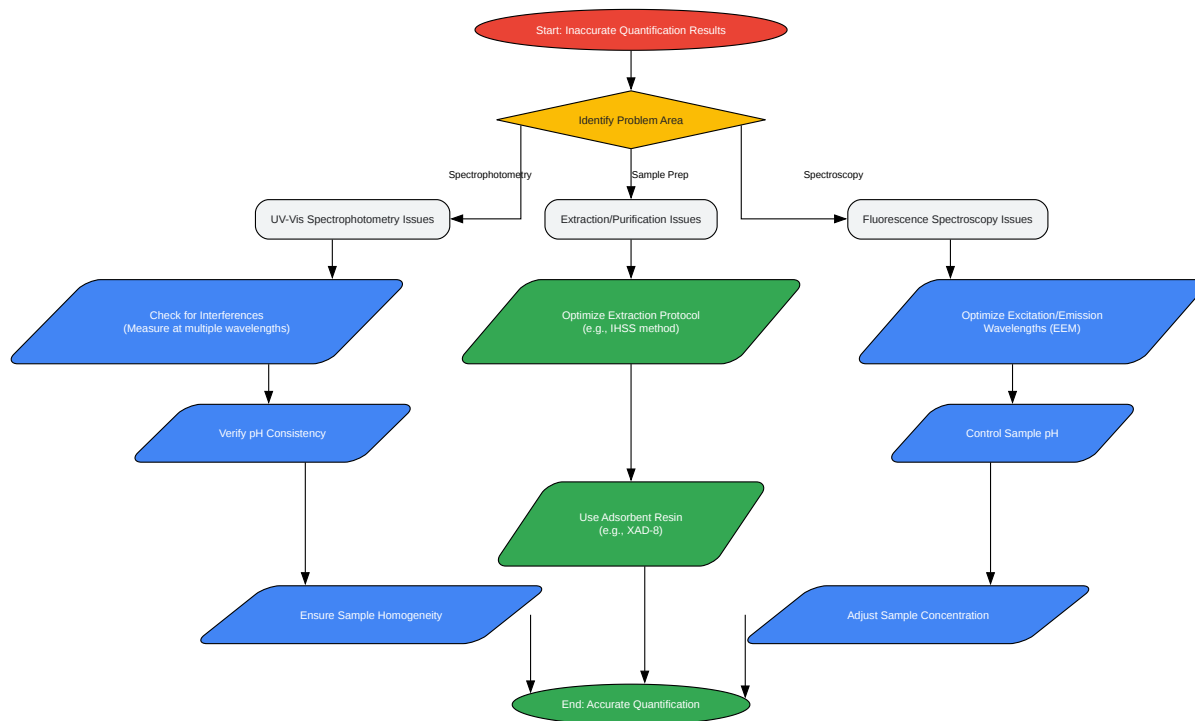 Start: Inaccurate Quantification Results
Identify Problem Area
Spectrophotometry
Sample Prep
Spectroscopy
UV-Vis Spectrophotometry Issues
Extraction/Purification Issues
Fluorescence Spectroscopy Issues
Check for Interferences
(Measure at multiple wavelengths)
Optimize Extraction Protocol
(e.g., IHSS method)
Optimize Excitation/Emission
Wavelengths (EEM)
Verify pH Consistency
Control Sample pH
Use Adsorbent Resin
(e.g., XAD-8)
Ensure Sample Homogeneity
Adjust Sample Concentration
End: Accurate Quantification